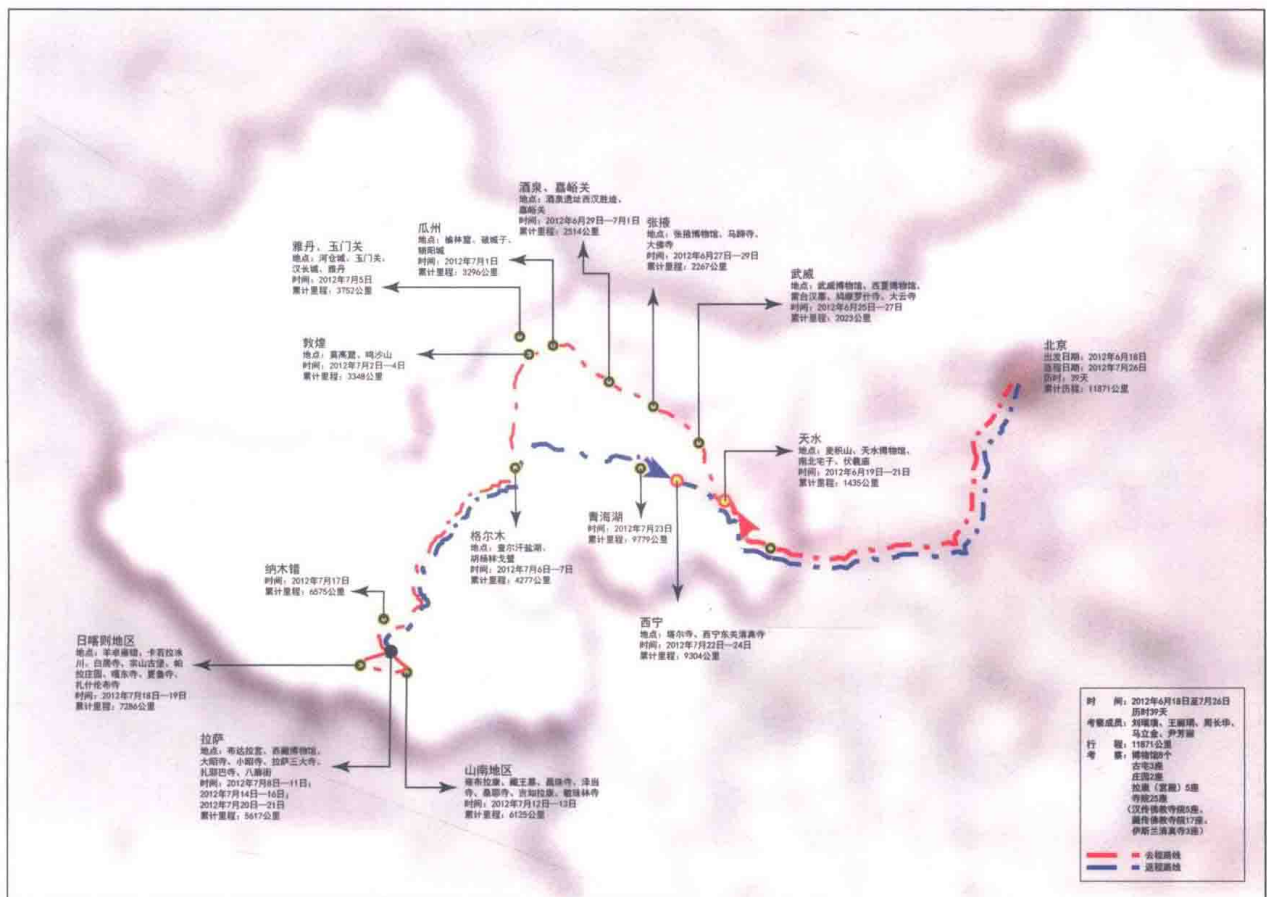 酒泉、嘉峪关
地点：酒泉遗址西汉胜迹、
嘉峪关
时间：2012年6月29日—7月1日
累计里程：2514公里
张掖
地点：张掖博物馆、马蹄寺、
大佛寺
时间：2012年6月27日—29日
累计里程：2267公里
瓜州
地点：榆林窟、破城子、
锁阳城
时间：2012年7月1日
累计里程：3296公里
雅丹、玉门关
地点：河仓城、玉门关、
汉长城、雅丹
时间：2012年7月5日
累计里程：3752公里
武威
地点：武威博物馆、西夏博物馆、
雷台汉墓、鸠摩罗什寺、大云寺
时间：2012年6月25日—27日
累计里程：2023公里
敦煌
地点：莫高窟、鸣沙山
时间：2012年7月2日—4日
累计里程：3348公里
北京
出发日期：2012年6月18日
返程日期：2012年7月26日
历时：39天
累计历程：11871公里
天水
地点：麦积山、天水博物馆、
南北宅子、伏羲庙
时间：2012年6月19日—21日
累计里程：1435公里
青海湖
时间：2012年7月23日
累计里程：9779公里
格尔木
地点：察尔汗盐湖、
胡杨林戈壁
时间：2012年7月6日—7日
累计里程：4277公里
纳木错
时间：2012年7月17日
累计里程：6575公里
西宁
地点：塔尔寺、西宁东关清真寺
时间：2012年7月22日—24日
累计里程：9304公里
日喀则地区
地点：羊卓雍错、卡若拉冰
川、白居寺、宗山古堡、帕
拉庄园、嘎东寺、夏鲁寺、
扎什伦布寺
时间：2012年7月18日—19日
累计里程：7286公里
拉萨
地点：布达拉宫、西藏博物馆、
大昭寺、小昭寺、拉萨三大寺、
扎耶巴寺、八廓街
时间：2012年7月8日—11日；
2012年7月14日—16日；
2012年7月20日—21日
累计里程：5617公里
山南地区
雍布拉康、藏王墓、昌珠寺、泽当
寺、桑耶寺、吉如拉康、敏珠林寺
时间：2012年7月12日—13日
累计里程：6125公里
时 间：2012年6月18日至7月26日
历时39天
考察成员：刘瑞璞、王丽琄、周长华、
马立金、尹芳丽
行 程：11871公里
考 察：博物馆8个
古宅3座
庄园2座
拉康（宫殿）5座
寺院25座
（汉传佛教寺院5座、
藏传佛教寺院17座、
伊斯兰清真寺3座）
去程路线
返程路线